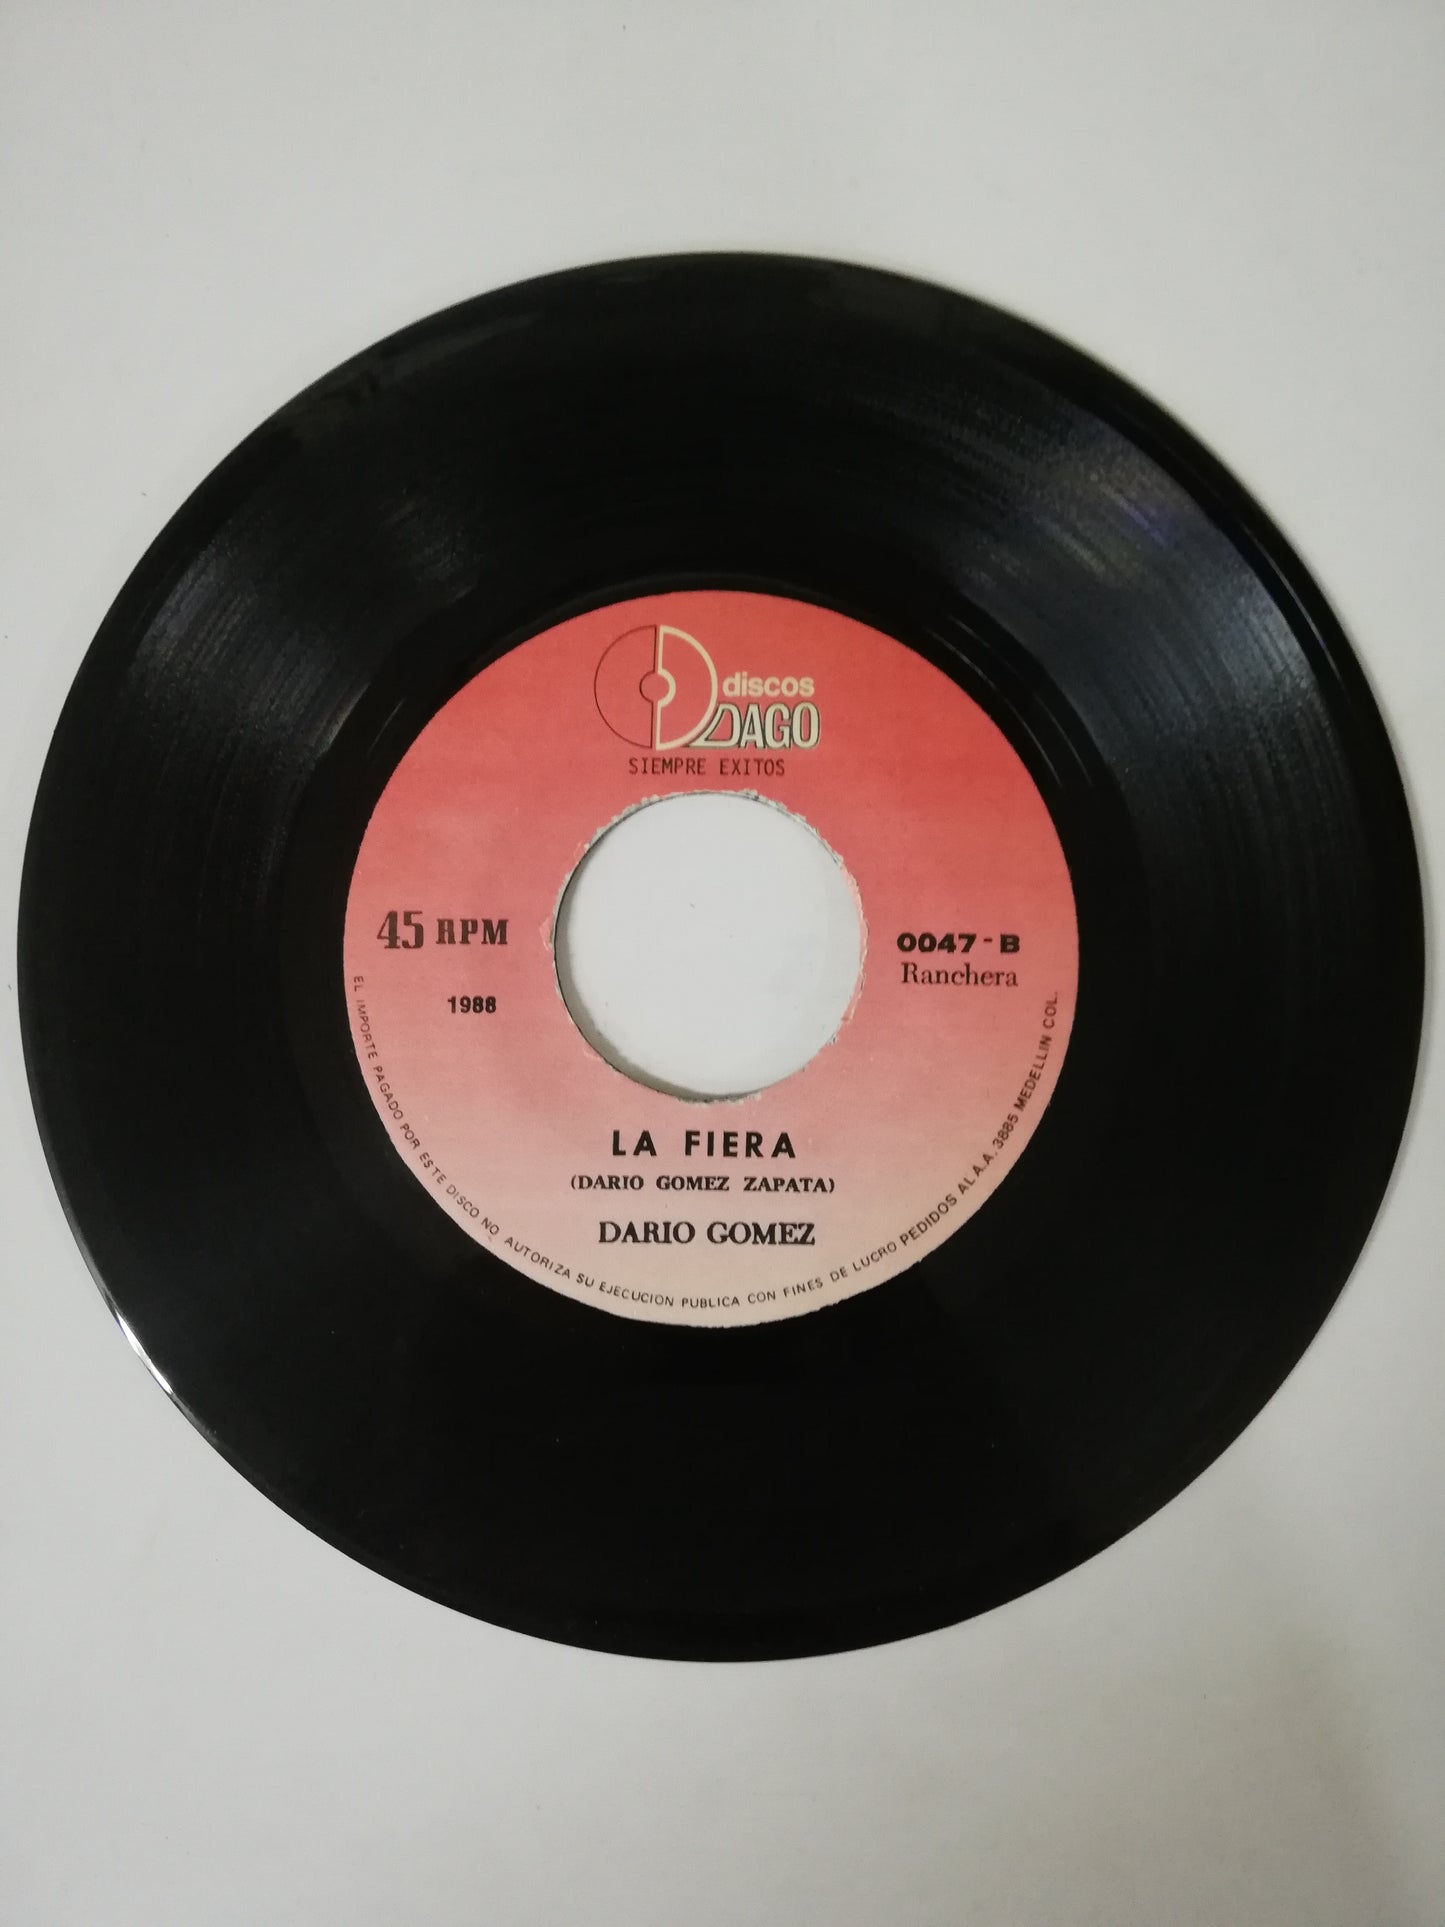 discos
DAGO
SIEMPRE EXITOS
45 RPM
1988
0047-B
Ranchera
LA FIERA
(DARIO GOMEZ ZAPATA)
DARIO GOMEZ
EL IMPORTE PAGADO POR ESTE DISCO NO AUTORIZA SU EJECUCION PUBLICA CON FINES DE LUCRO PEDIDOS AL A.A. 3885 MEDELLIN COL.